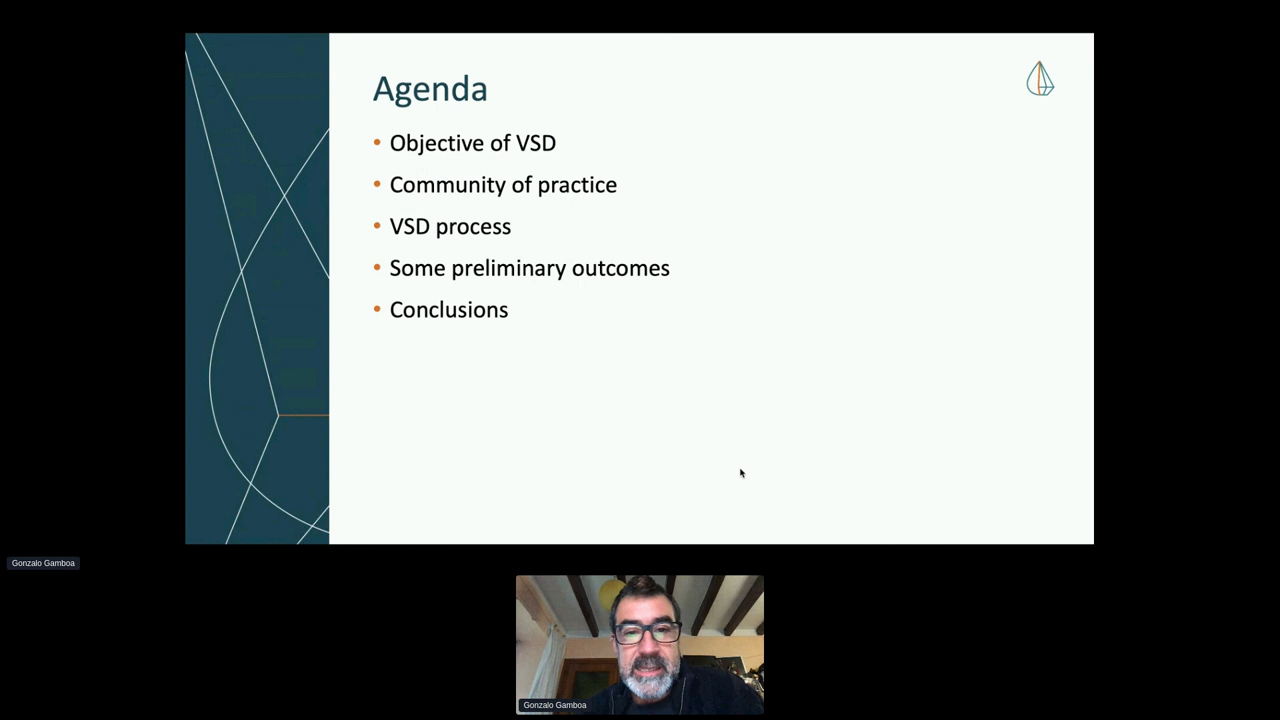 Agenda
• Objective of VSD
• Community of practice
• VSD process
• Some preliminary outcomes
• Conclusions
Gonzalo Gamboa
Gonzalo Gamboa